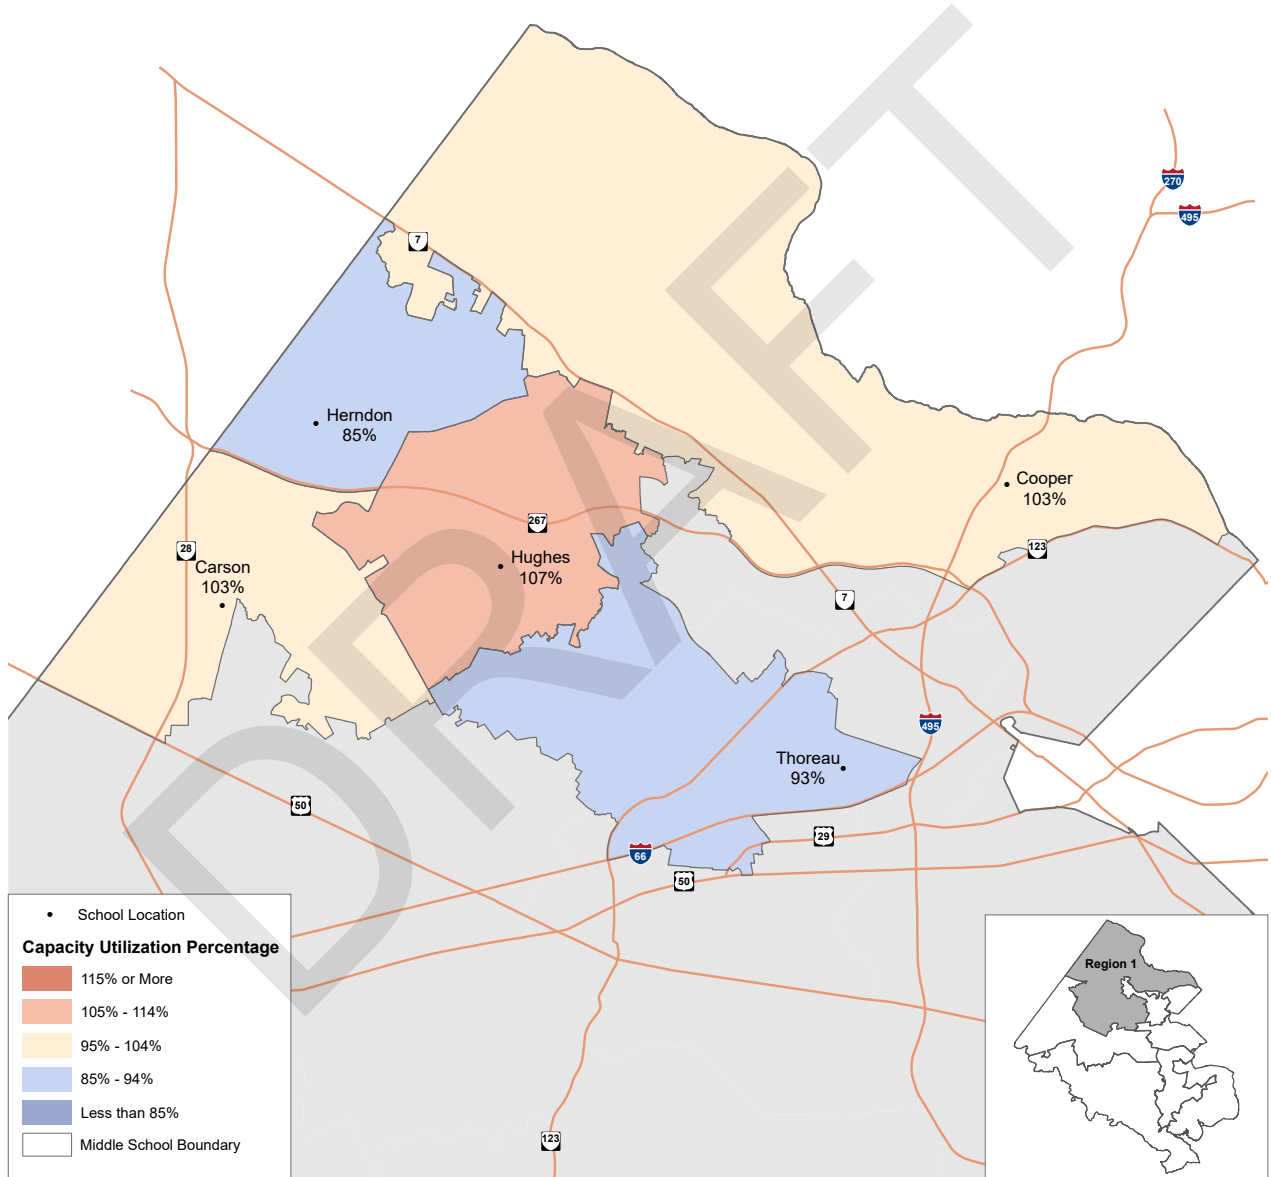 270
495
7
Herndon
85%
Cooper
103%
267
123
28
Hughes
107%
Carson
103%
7
495
Thoreau
93%
50
29
66
50
123
DRAFT
School Location
Capacity Utilization Percentage
115% or More
105% - 114%
95% - 104%
85% - 94%
Less than 85%
Middle School Boundary
Region 1